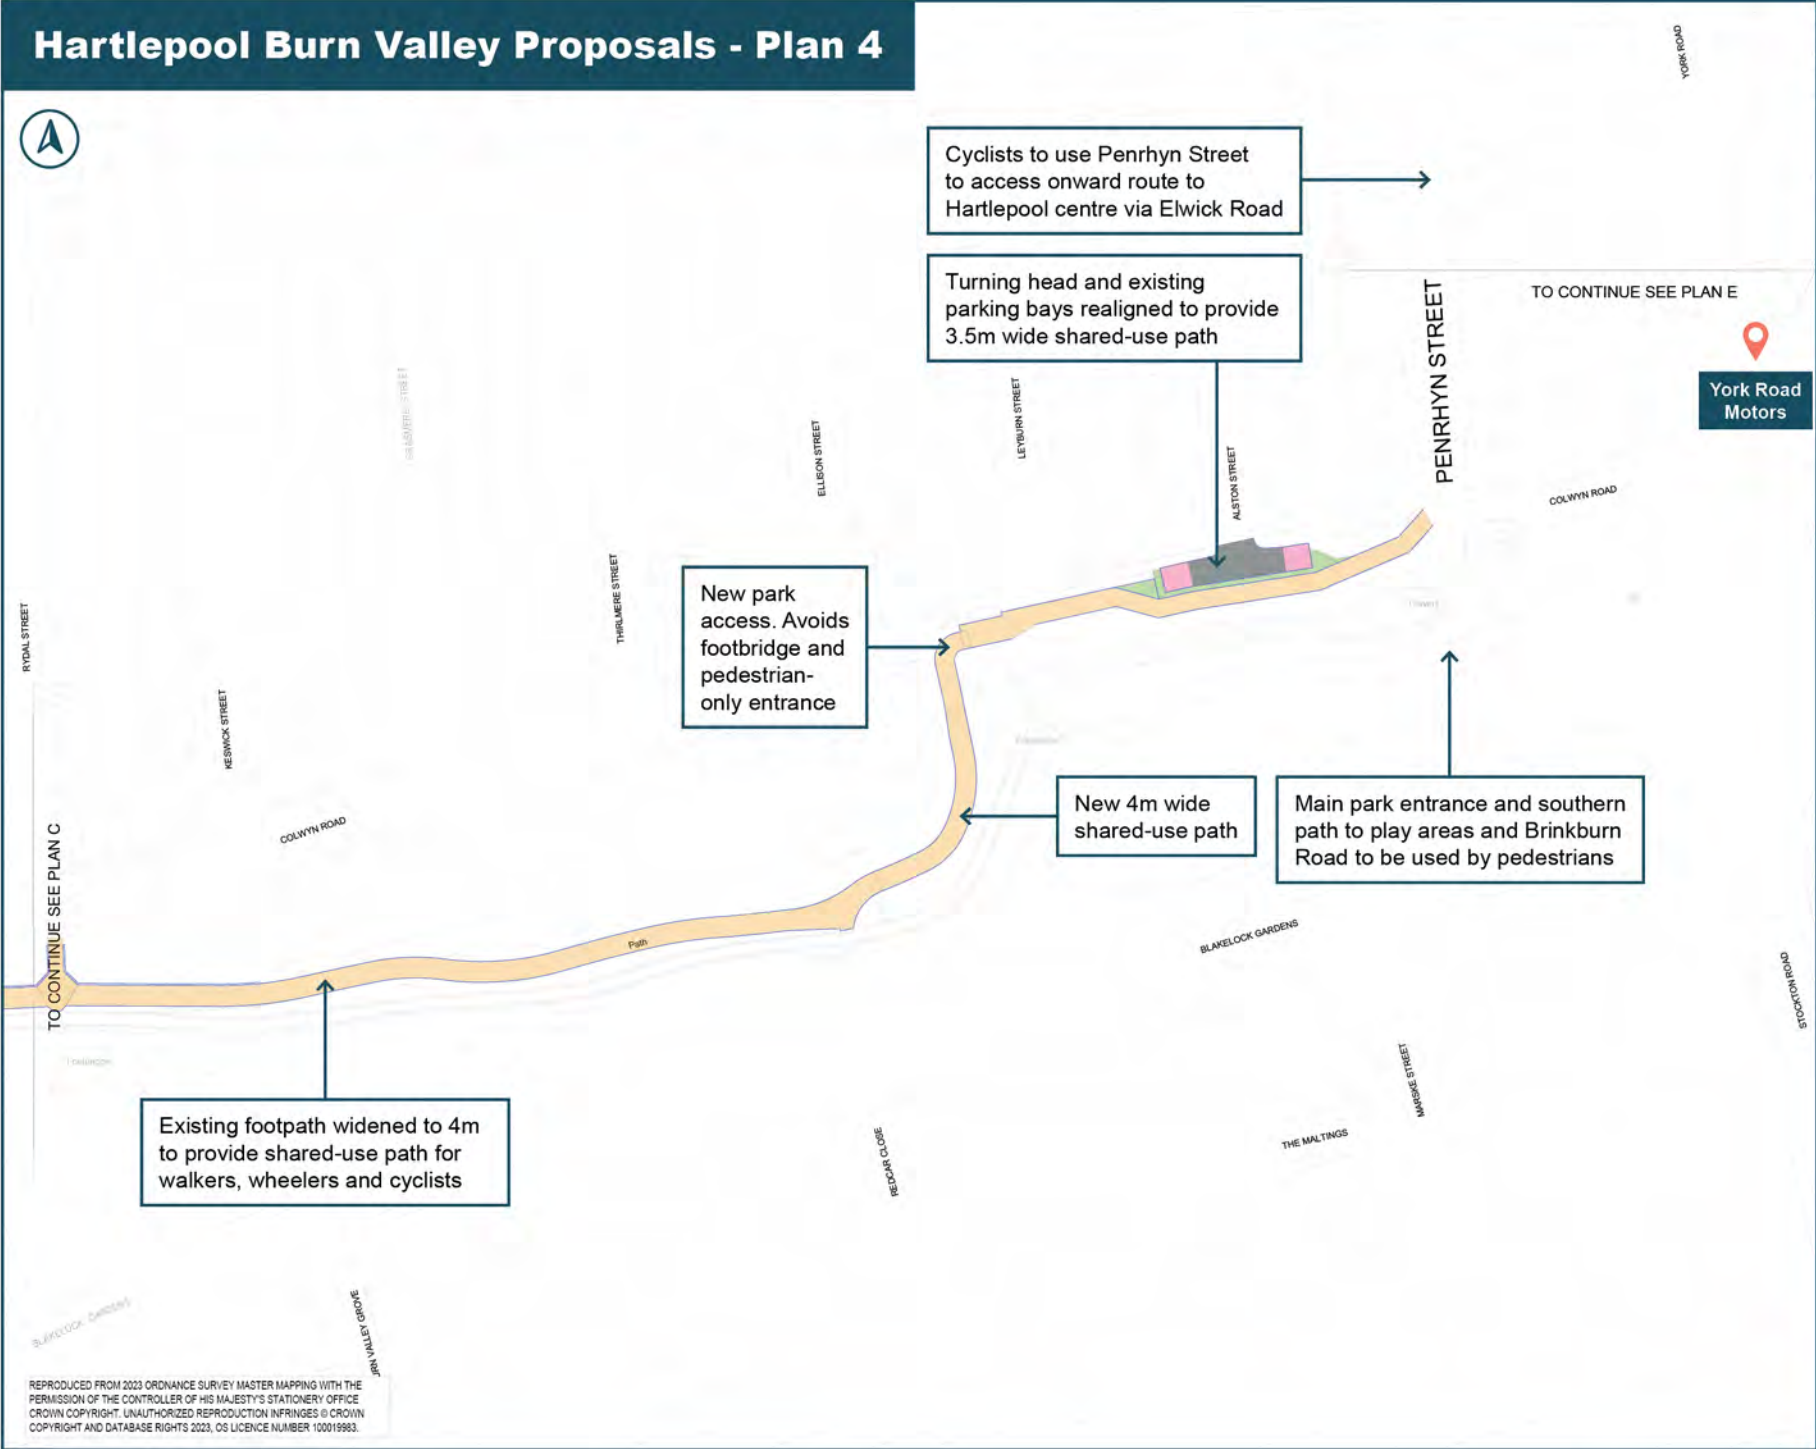 Hartlepool Burn Valley Proposals - Plan 4
YORK ROAD
Cyclists to use Penrhyn Street
to access onward route to
Hartlepool centre via Elwick Road
Turning head and existing
parking bays realigned to provide
3.5m wide shared-use path
TO CONTINUE SEE PLAN E
PENRHYN STREET
York Road
Motors
GRASMERE STREET
ELLISON STREET
LEYBURN STREET
ALSTON STREET
COLWYN ROAD
THIRLMERE STREET
New park
access. Avoids
footbridge and
pedestrian-
only entrance
RYDAL STREET
KESWICK STREET
COLWYN ROAD
New 4m wide
shared-use path
Main park entrance and southern
path to play areas and Brinkburn
Road to be used by pedestrians
TO CONTINUE SEE PLAN C
Path
BLAKELOCK GARDENS
STOCKTON ROAD
MARSKE STREET
THE MALTINGS
REDCAR CLOSE
Existing footpath widened to 4m
to provide shared-use path for
walkers, wheelers and cyclists
BLAKELOCK GARDENS
URN VALLEY GROVE
REPRODUCED FROM 2023 ORDNANCE SURVEY MASTER MAPPING WITH THE
PERMISSION OF THE CONTROLLER OF HIS MAJESTY'S STATIONERY OFFICE
CROWN COPYRIGHT. UNAUTHORIZED REPRODUCTION INFRINGES © CROWN
COPYRIGHT AND DATABASE RIGHTS 2023, OS LICENCE NUMBER 100019983.